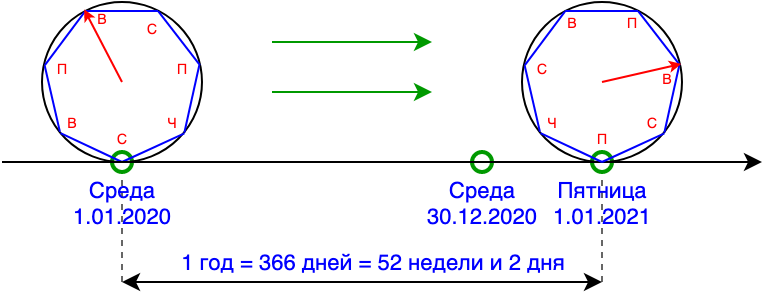 В
С
П
П
В
Ч
С
В
П
С
В
Ч
С
П
Среда
1.01.2020
Среда
30.12.2020
Пятница
1.01.2021
1 год = 366 дней = 52 недели и 2 дня